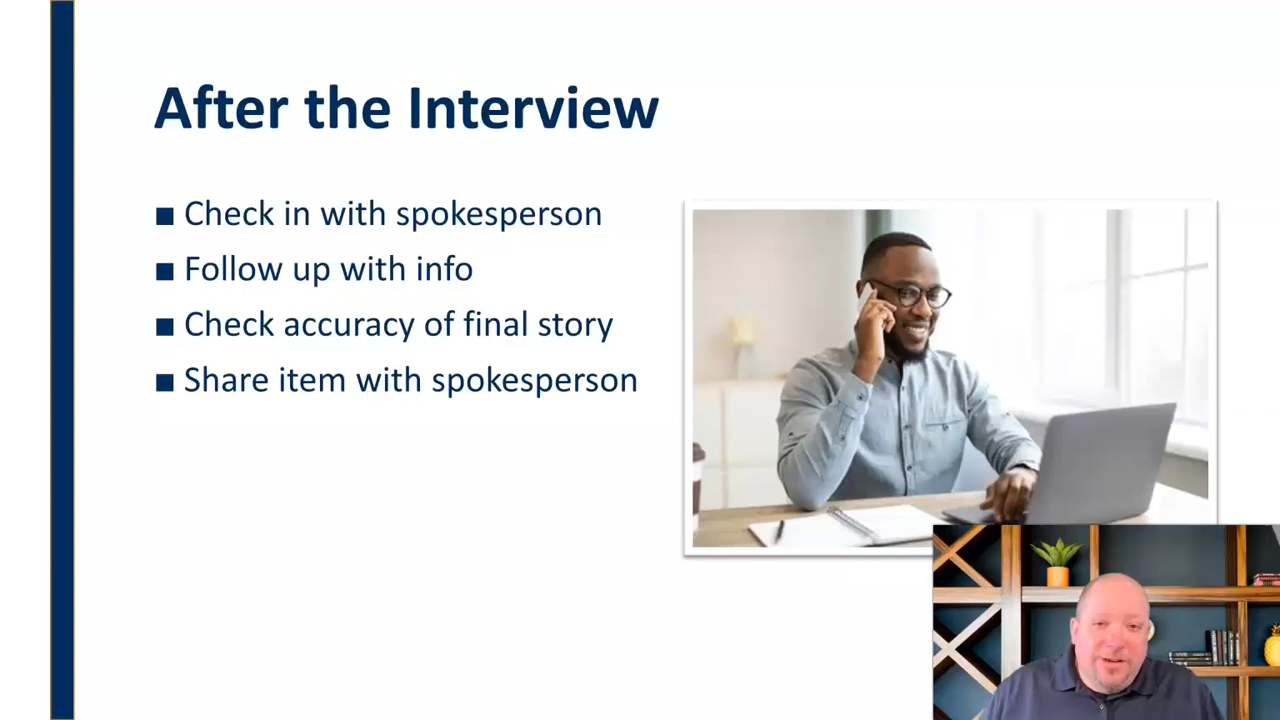 After the Interview
■ Check in with spokesperson
■ Follow up with info
■ Check accuracy of final story
■ Share item with spokesperson